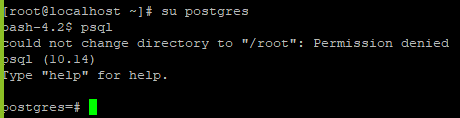 [root@localhost ~]# su postgres
bash-4.2$ psql
could not change directory to "/root": Permission denied
psql (10.14)
Type "help" for help.
postgres=#